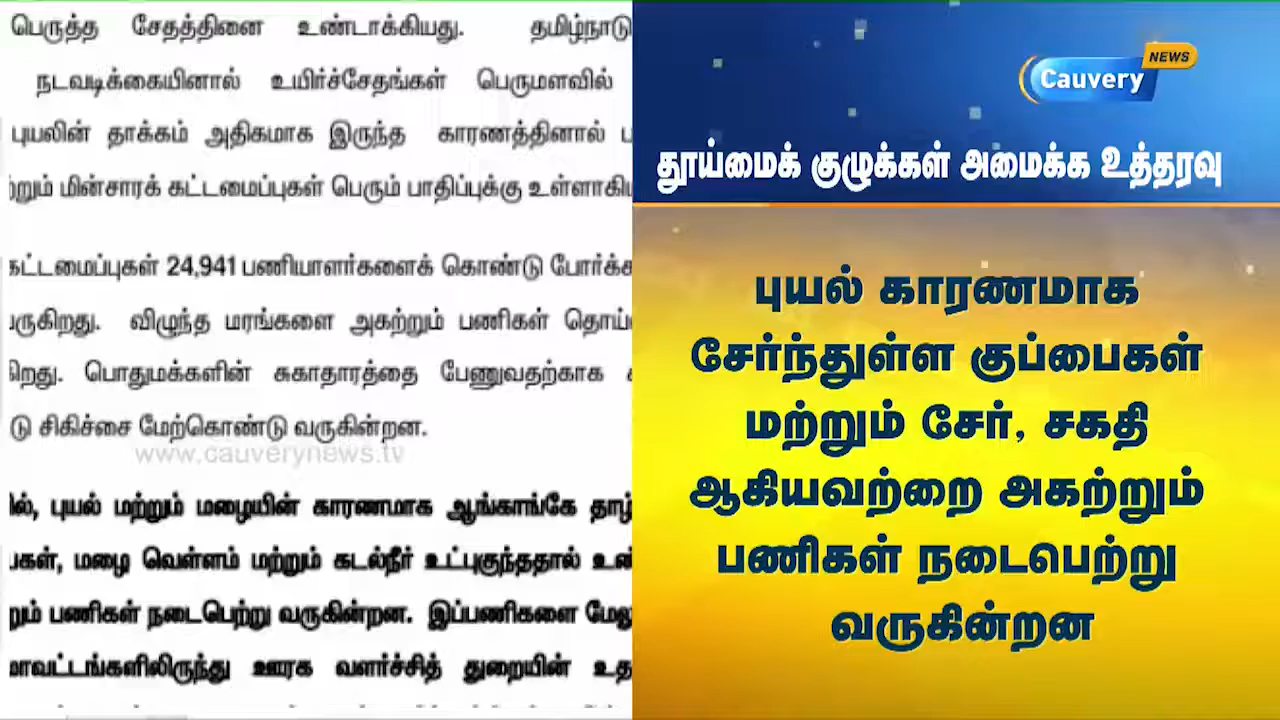 பெருத்த சேதத்தினை உண்டாக்கியது. தமிழ்நாடு
நடவடிக்கையினால் உயிர்ச்சேதங்கள் பெருமளவில்
புயலின் தாக்கம் அதிகமாக இருந்த காரணத்தினால்
மின்சாரக் கட்டமைப்புகள் பெரும் பாதிப்புக்கு
24,941 பணியாளர்களைக் கொண்டு
விழுந்த மரங்களை அகற்றும் பணிகள்
பொதுமக்களின் சுகாதாரத்தை பேணுவதற்காக
சிகிச்சை மேற்கொண்டு வருகின்றன.
www.cauverynews.tv
புயல் மற்றும் மழையின் காரணமாக ஆங்காங்கே
மழை வெள்ளம் மற்றும் கடல்நீர் உட்புகுந்ததால்
பணிகள் நடைபெற்று வருகின்றன. இப்பணிகளை
ஊரக வளர்ச்சித் துறையின்
Cauvery NEWS
தூய்மைக் குழுக்கள் அமைக்க உத்தரவு
புயல் காரணமாக
சேர்ந்துள்ள குப்பைகள்
மற்றும் சேர், சகதி
ஆகியவற்றை அகற்றும்
பணிகள் நடைபெற்று
வருகின்றன